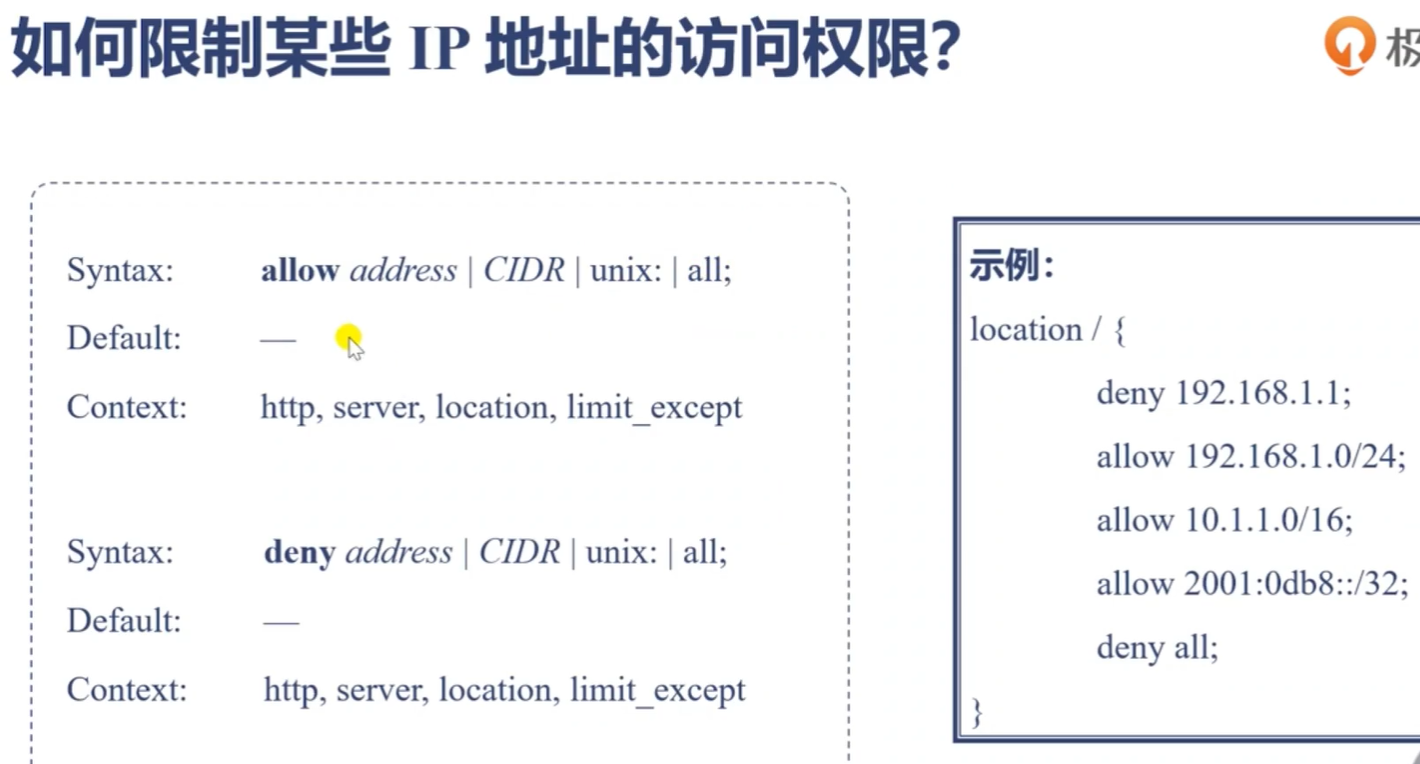 如何限制某些 IP 地址的访问权限？
极
Syntax: allow address | CIDR | unix: | all;
Default: —
Context: http, server, location, limit_except
Syntax: deny address | CIDR | unix: | all;
Default: —
Context: http, server, location, limit_except
示例：
location / {
deny 192.168.1.1;
allow 192.168.1.0/24;
allow 10.1.1.0/16;
allow 2001:0db8::/32;
deny all;
}